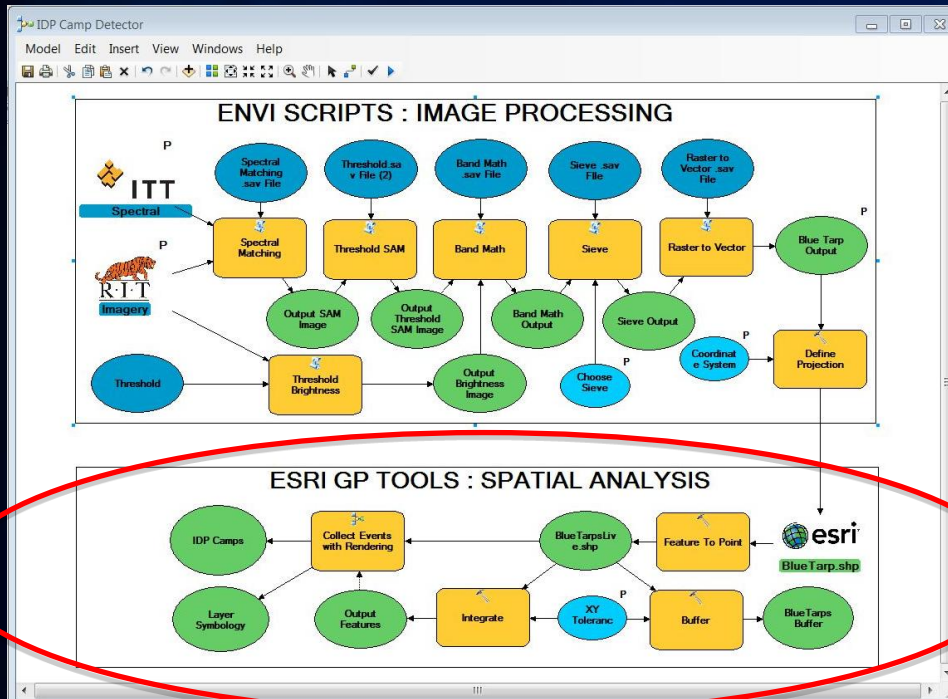 IDP Camp Detector
Model Edit Insert View Windows Help
ENVI SCRIPTS : IMAGE PROCESSING
P
ITT
Spectral
Spectral
Matching
.sav File
Threshold.sa
v File (2)
Band Math
.sav File
Sieve .sav
File
Raster to
Vector .sav
File
P
R·I·T
Imagery
Spectral
Matching
Threshold SAM
Band Math
Sieve
Raster to Vector
P
Blue Tarp
Output
Output SAM
Image
Output
Threshold
SAM Image
Band Math
Output
Sieve Output
Threshold
Threshold
Brightness
Output
Brightness
Image
P
Choose
Sieve
P
Coordinat
e System
Define
Projection
ESRI GP TOOLS : SPATIAL ANALYSIS
IDP Camps
Collect Events
with Rendering
BlueTarpsLiv
e.shp
Feature To Point
esri
BlueTarp.shp
Layer
Symbology
Output
Features
Integrate
P
XY
Toleranc
Buffer
BlueTarps
Buffer